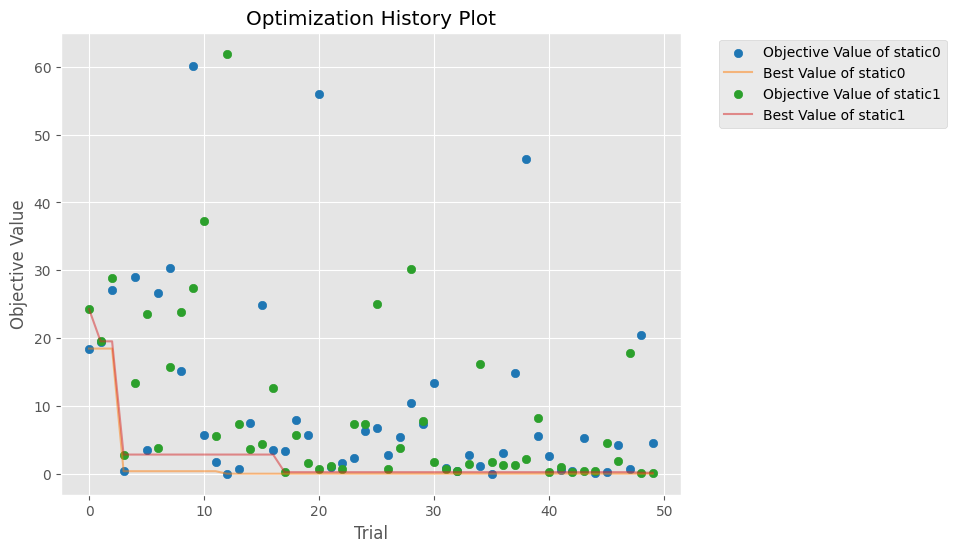 Optimization History Plot
Objective Value of static0
Best Value of static0
Objective Value of static1
Best Value of static1
Objective Value
60
50
40
30
20
10
0
0 10 20 30 40 50
Trial